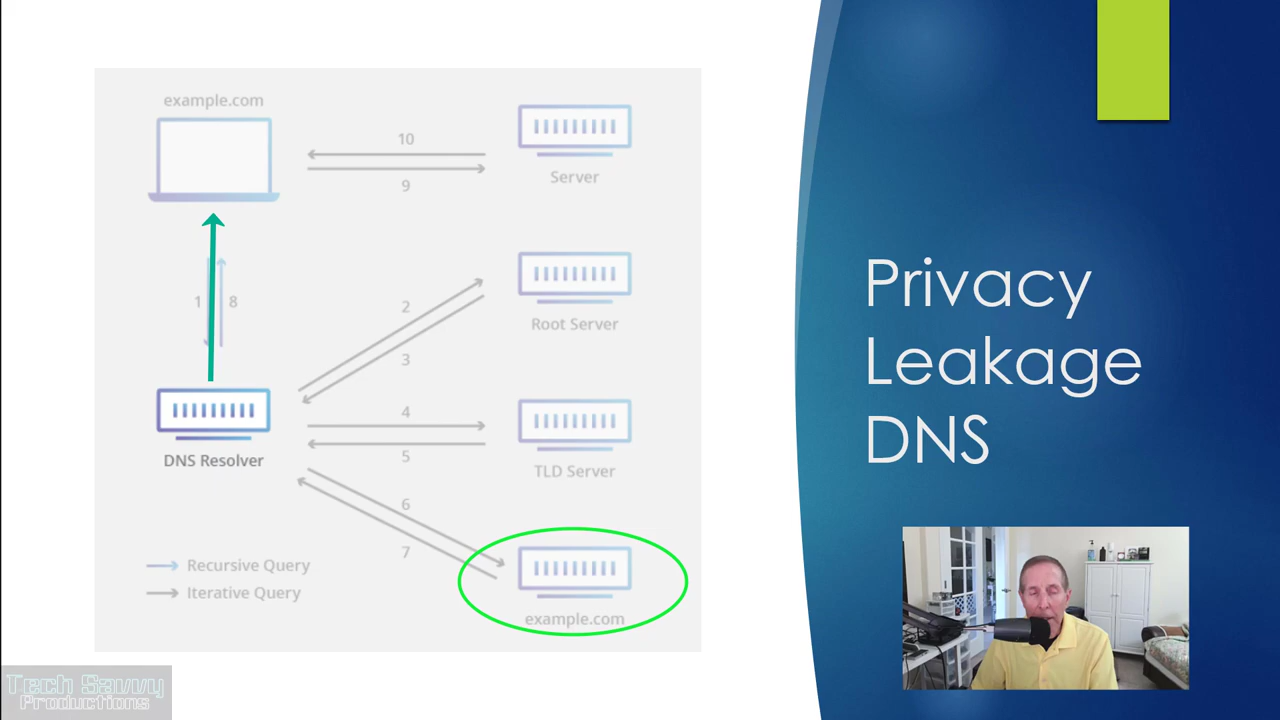 example.com
10
9
Server
1
8
2
3
Root Server
DNS Resolver
4
5
TLD Server
6
7
Recursive Query
Iterative Query
example.com
Privacy
Leakage
DNS
Tech Savvy
Productions